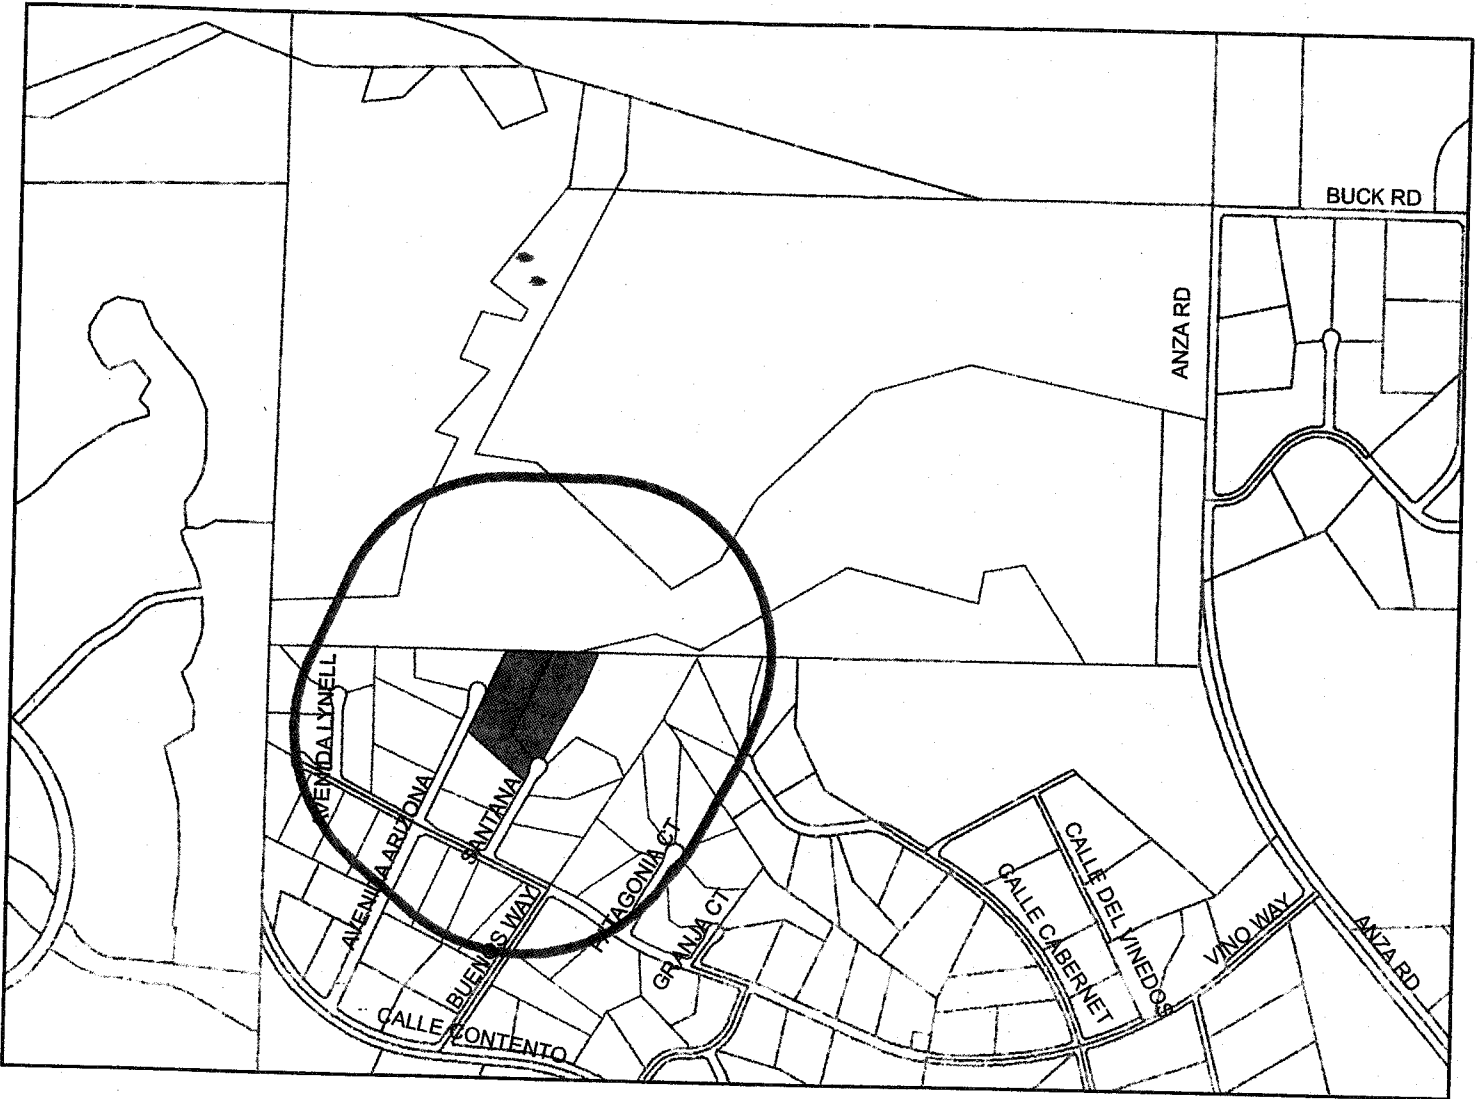 BUCK RD
ANZA RD
AVENIDA LYNELL
AVENIDA ARIZONA
SANTANA
PATAGONIA CT
BUENOS WAY
GRANJA CT
CALLE CONTENTO
CALLE CABERNET
CALLE DEL VINEDOS
VINO WAY
ANZA RD